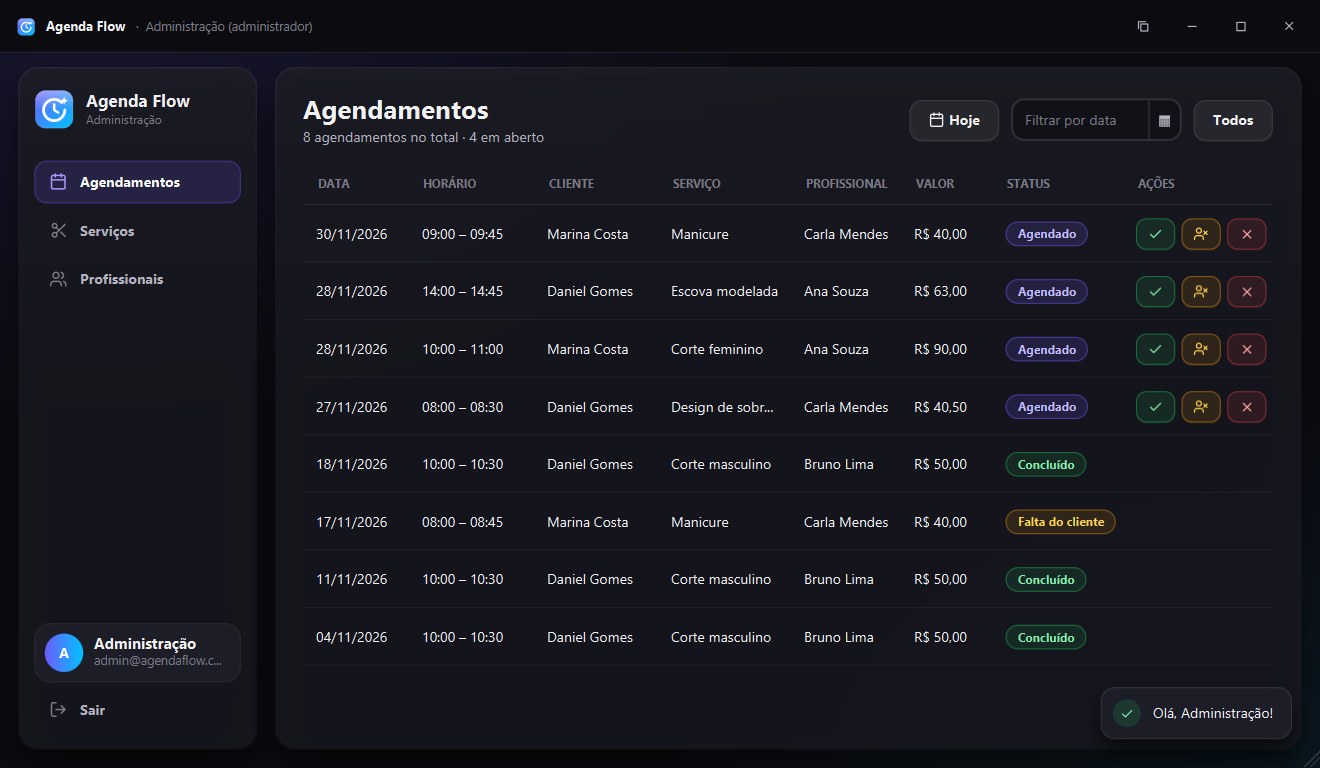 Agenda Flow · Administração (administrador)
Agenda Flow
Administração
Agendamentos
Serviços
Profissionais
Administração
admin@agendaflow.c...
Sair
Agendamentos
8 agendamentos no total · 4 em aberto
Hoje
Filtrar por data
Todos
DATA HORÁRIO CLIENTE SERVIÇO PROFISSIONAL VALOR STATUS AÇÕES
30/11/2026 09:00 – 09:45 Marina Costa Manicure Carla Mendes R$ 40,00 Agendado
28/11/2026 14:00 – 14:45 Daniel Gomes Escova modelada Ana Souza R$ 63,00 Agendado
28/11/2026 10:00 – 11:00 Marina Costa Corte feminino Ana Souza R$ 90,00 Agendado
27/11/2026 08:00 – 08:30 Daniel Gomes Design de sobr... Carla Mendes R$ 40,50 Agendado
18/11/2026 10:00 – 10:30 Daniel Gomes Corte masculino Bruno Lima R$ 50,00 Concluído
17/11/2026 08:00 – 08:45 Marina Costa Manicure Carla Mendes R$ 40,00 Falta do cliente
11/11/2026 10:00 – 10:30 Daniel Gomes Corte masculino Bruno Lima R$ 50,00 Concluído
04/11/2026 10:00 – 10:30 Daniel Gomes Corte masculino Bruno Lima R$ 50,00 Concluído
Olá, Administração!
A